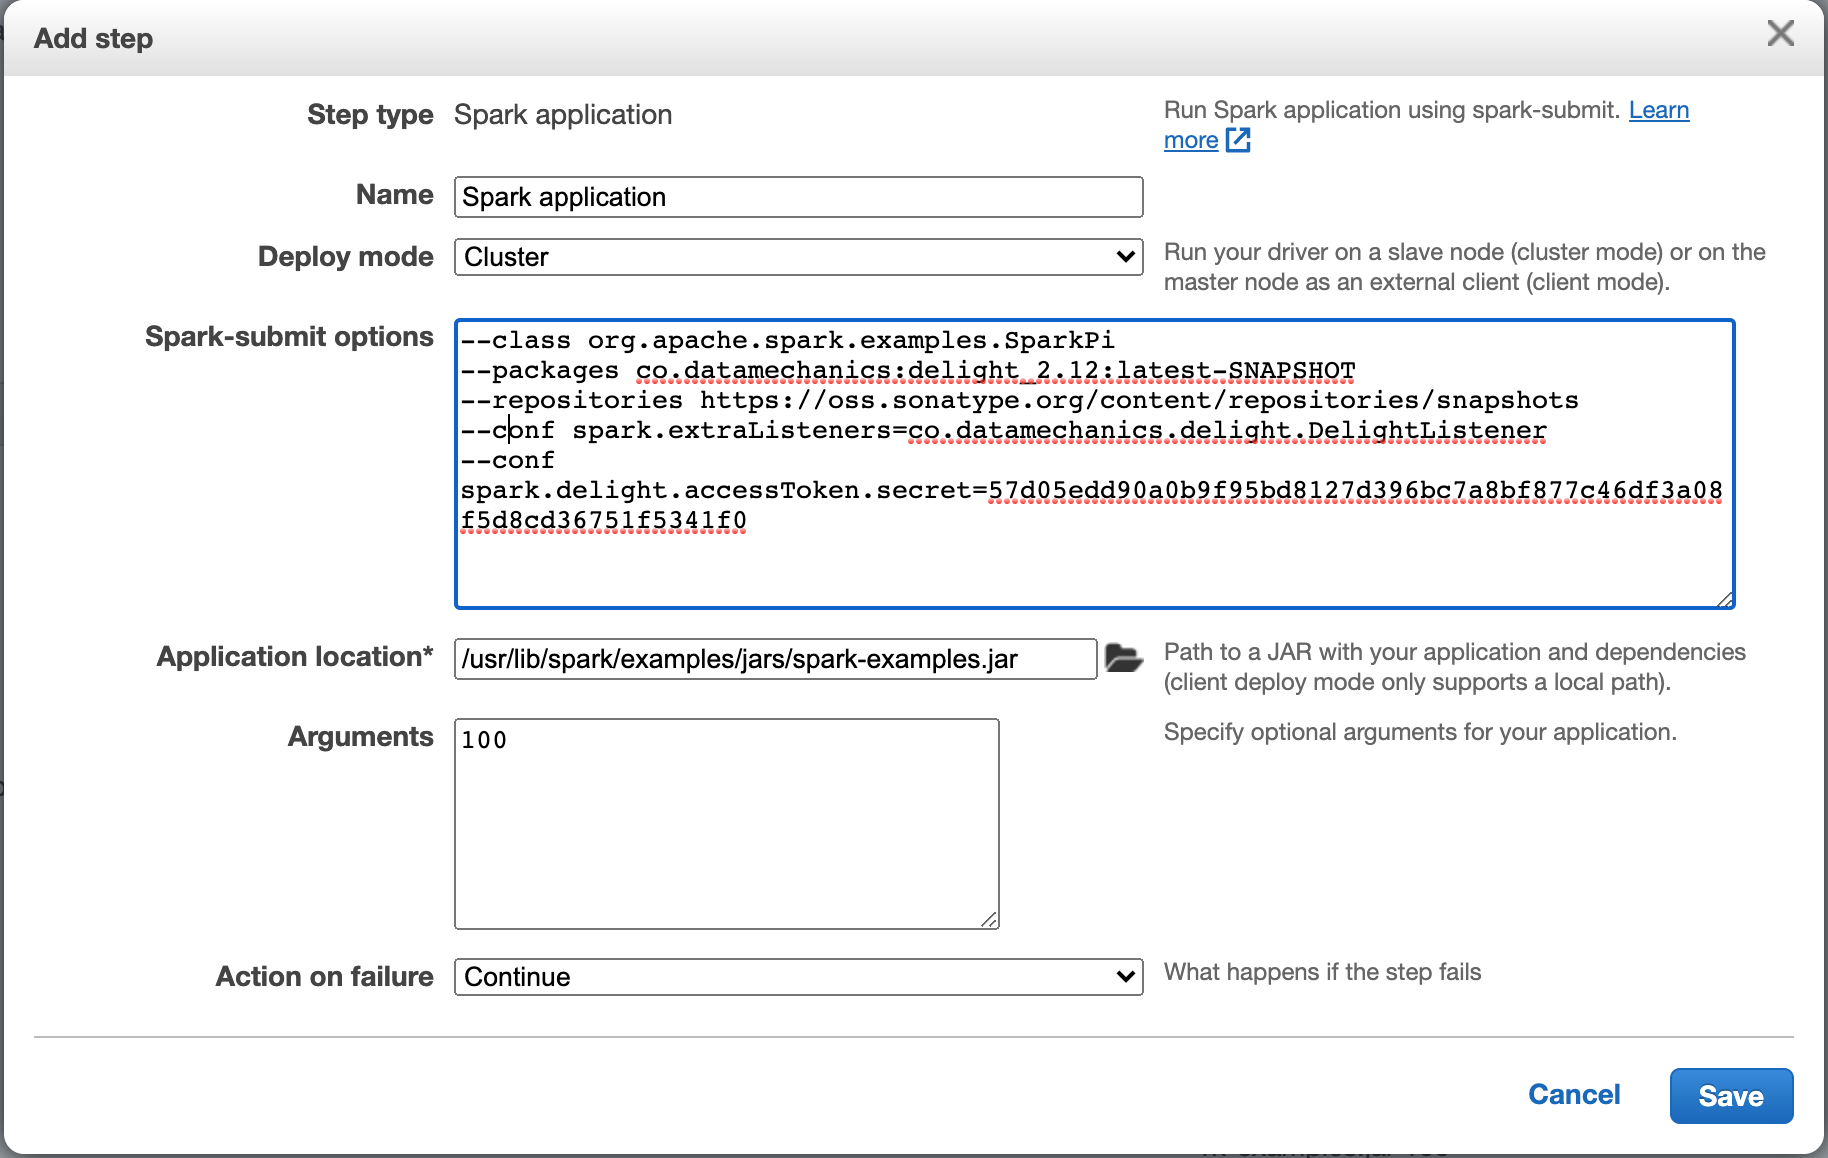 Add step
Step type Spark application
Run Spark application using spark-submit. Learn
more
Name Spark application
Deploy mode Cluster
Run your driver on a slave node (cluster mode) or on the
master node as an external client (client mode).
Spark-submit options
--class org.apache.spark.examples.SparkPi
--packages co.datamechanics:delight_2.12:latest-SNAPSHOT
--repositories https://oss.sonatype.org/content/repositories/snapshots
--conf spark.extraListeners=co.datamechanics.delight.DelightListener
--conf
spark.delight.accessToken.secret=57d05edd90a0b9f95bd8127d396bc7a8bf877c46df3a08
f5d8cd36751f5341f0
Application location* /usr/lib/spark/examples/jars/spark-examples.jar
Path to a JAR with your application and dependencies
(client deploy mode only supports a local path).
Arguments 100
Specify optional arguments for your application.
Action on failure Continue
What happens if the step fails
Cancel Save